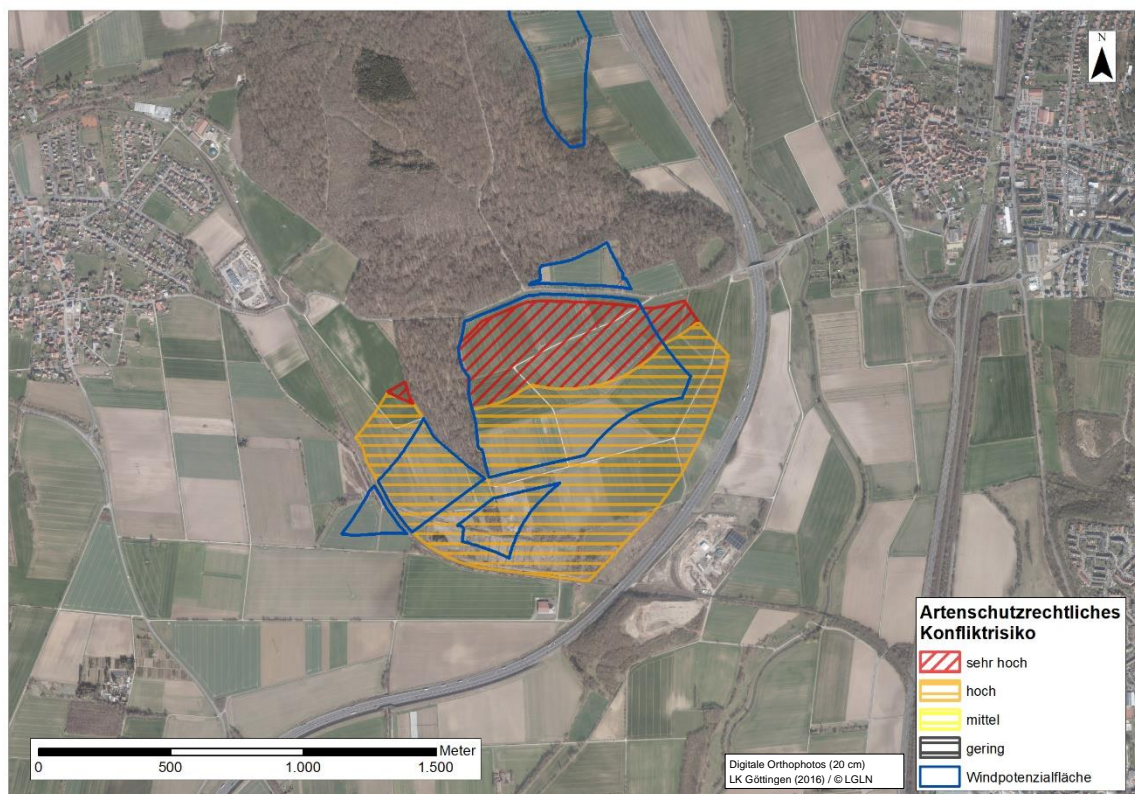 N
Artenschutzrechtliches
Konfliktrisiko
sehr hoch
hoch
mittel
gering
Windpotenzialfläche
Meter
0 500 1.000 1.500
Digitale Orthophotos (20 cm)
LK Göttingen (2016) / © LGLN